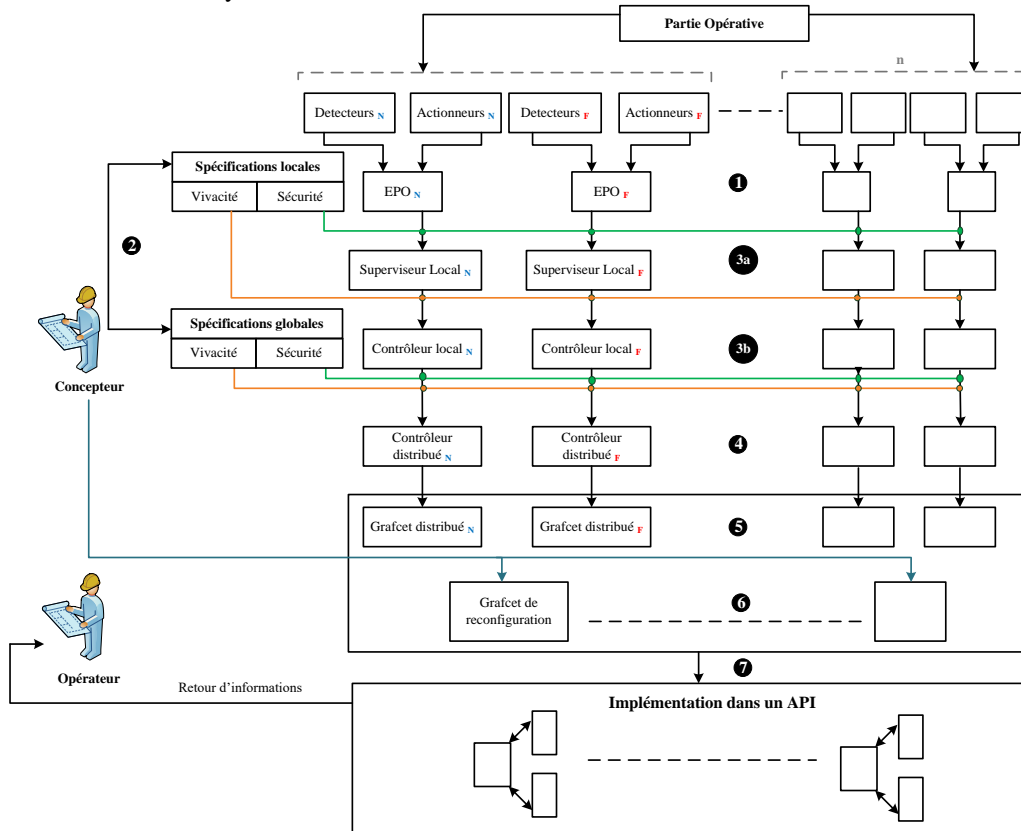 Partie Opérative
n
Detecteurs N
Actionneurs N
Detecteurs F
Actionneurs F
Spécifications locales
Vivacité
Sécurité
EPO N
EPO F
1
2
Superviseur Local N
Superviseur Local F
3a
Spécifications globales
Vivacité
Sécurité
Contrôleur local N
Contrôleur local F
3b
Concepteur
Contrôleur
distribué N
Contrôleur
distribué F
4
Grafcet distribué N
Grafcet distribué F
5
Grafcet de
reconfiguration
6
Opérateur
7
Retour d'informations
Implémentation dans un API